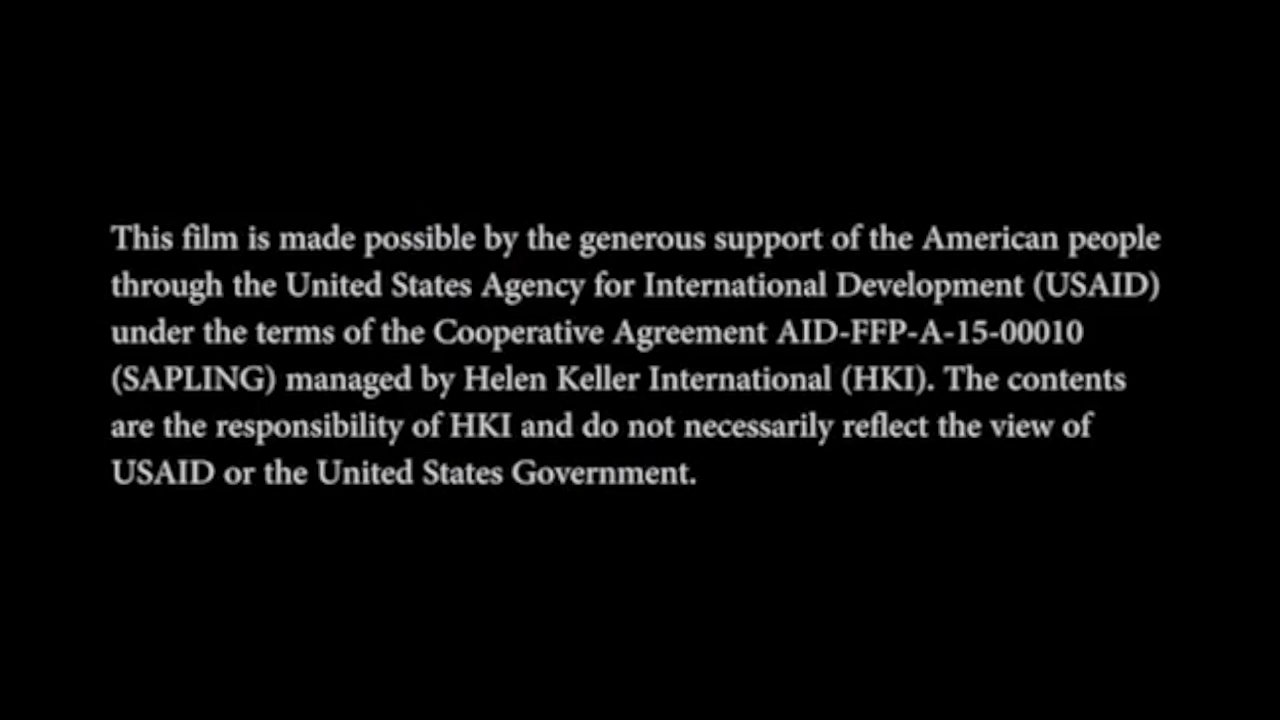 This film is made possible by the generous support of the American people
through the United States Agency for International Development (USAID)
under the terms of the Cooperative Agreement AID-FFP-A-15-00010
(SAPLING) managed by Helen Keller International (HKI). The contents
are the responsibility of HKI and do not necessarily reflect the view of
USAID or the United States Government.